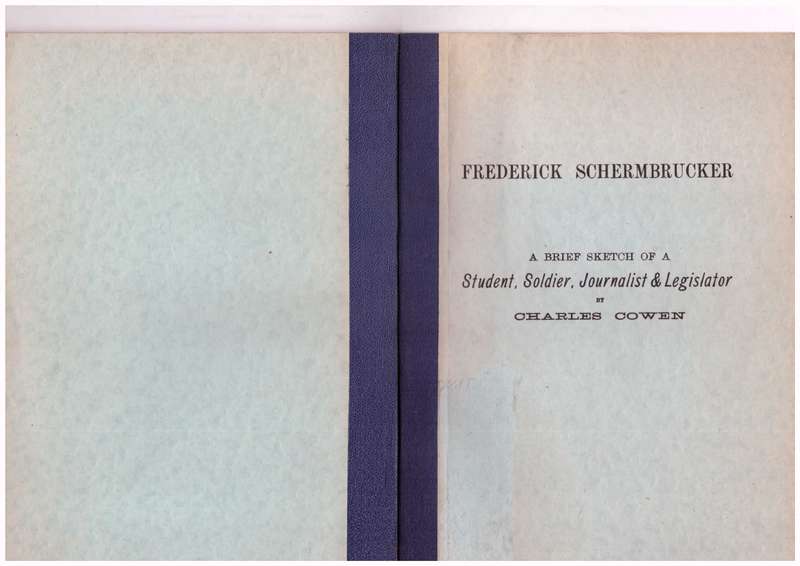 FREDERICK SCHERMBRUCKER
A BRIEF SKETCH OF A
Student, Soldier, Journalist & Legislator
BY
CHARLES COWEN